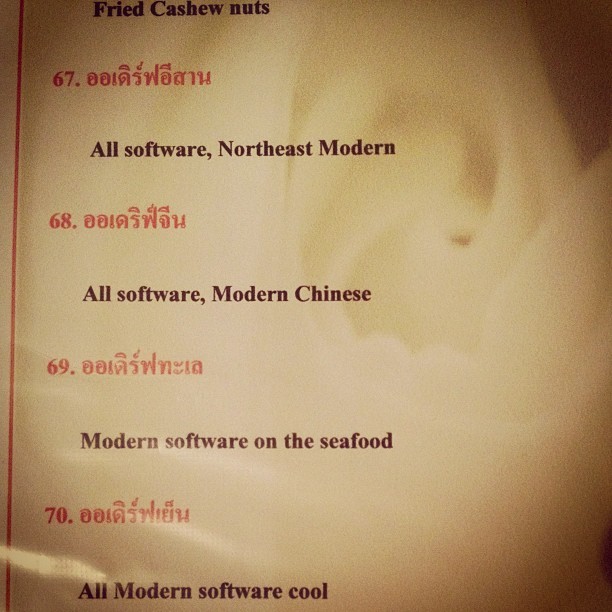 Fried Cashew nuts
67. ออเดิร์ฟอีสาน
All software, Northeast Modern
68. ออเดริฟ์จีน
All software, Modern Chinese
69. ออเดิร์ฟทะเล
Modern software on the seafood
70. ออเดิร์ฟเย็น
All Modern software cool